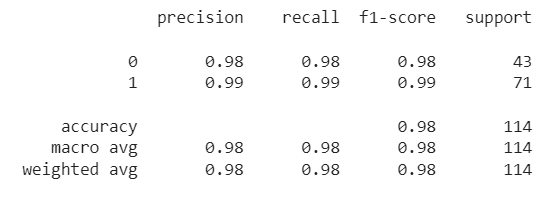 precision recall f1-score support
0 0.98 0.98 0.98 43
1 0.99 0.99 0.99 71
accuracy 0.98 114
macro avg 0.98 0.98 0.98 114
weighted avg 0.98 0.98 0.98 114